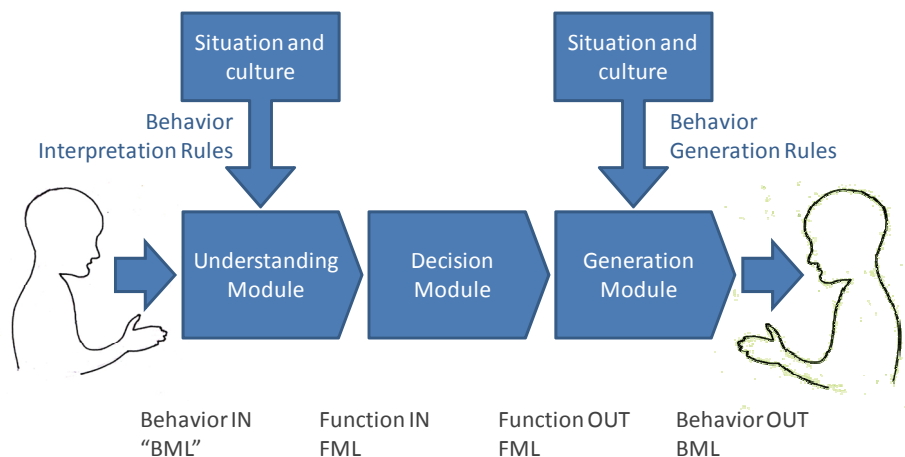 Situation and
culture
Situation and
culture
Behavior
Interpretation Rules
Behavior
Generation Rules
Understanding
Module
Decision
Module
Generation
Module
Behavior IN
“BML”
Function IN
FML
Function OUT
FML
Behavior OUT
BML